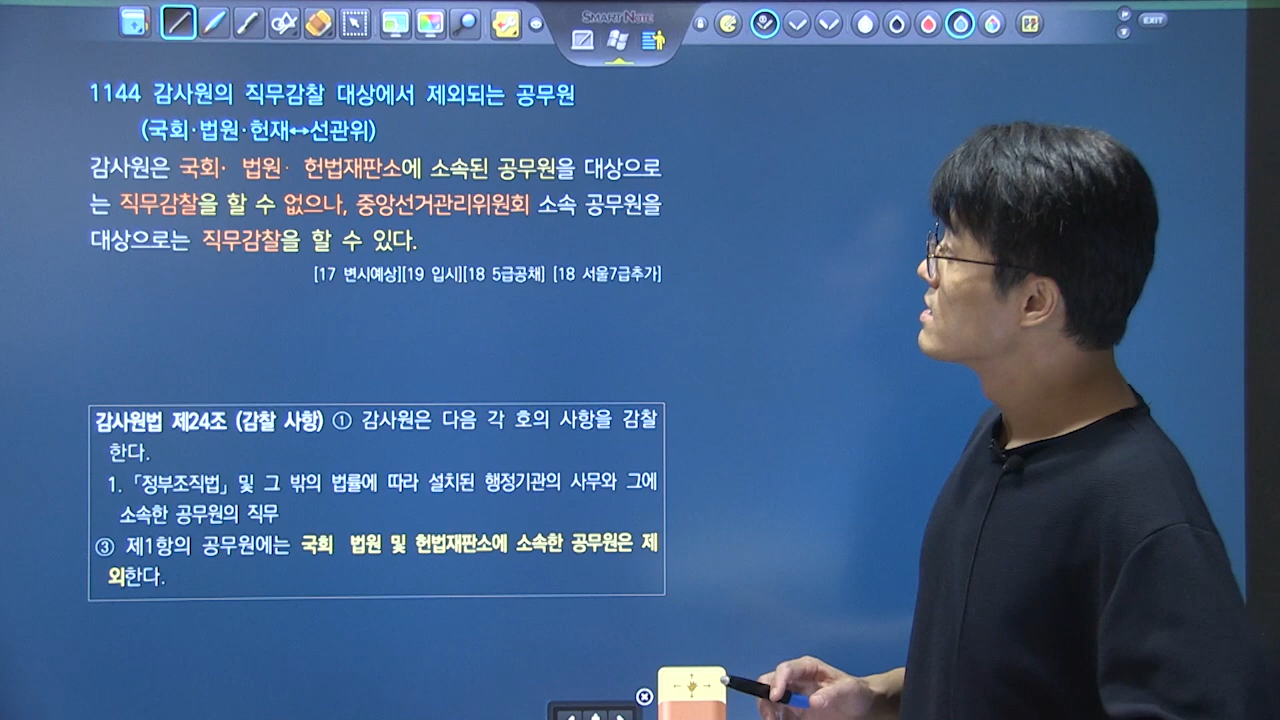 SMART NOTE
EXIT
1144 감사원의 직무감찰 대상에서 제외되는 공무원
(국회·법원·헌재↔선관위)
감사원은 국회· 법원· 헌법재판소에 소속된 공무원을 대상으로
는 직무감찰을 할 수 없으나, 중앙선거관리위원회 소속 공무원을
대상으로는 직무감찰을 할 수 있다.
[17 변시예상][19 입시][18 5급공채] [18 서울7급추가]
감사원법 제24조 (감찰 사항) ① 감사원은 다음 각 호의 사항을 감찰
한다.
1. 「정부조직법」 및 그 밖의 법률에 따라 설치된 행정기관의 사무와 그에
소속한 공무원의 직무
③ 제1항의 공무원에는 국회 법원 및 헌법재판소에 소속한 공무원은 제
외한다.